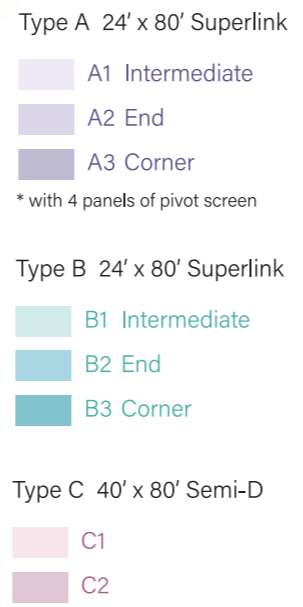 Type A 24' x 80' Superlink
A1 Intermediate
A2 End
A3 Corner
* with 4 panels of pivot screen
Type B 24' x 80' Superlink
B1 Intermediate
B2 End
B3 Corner
Type C 40' x 80' Semi-D
C1
C2